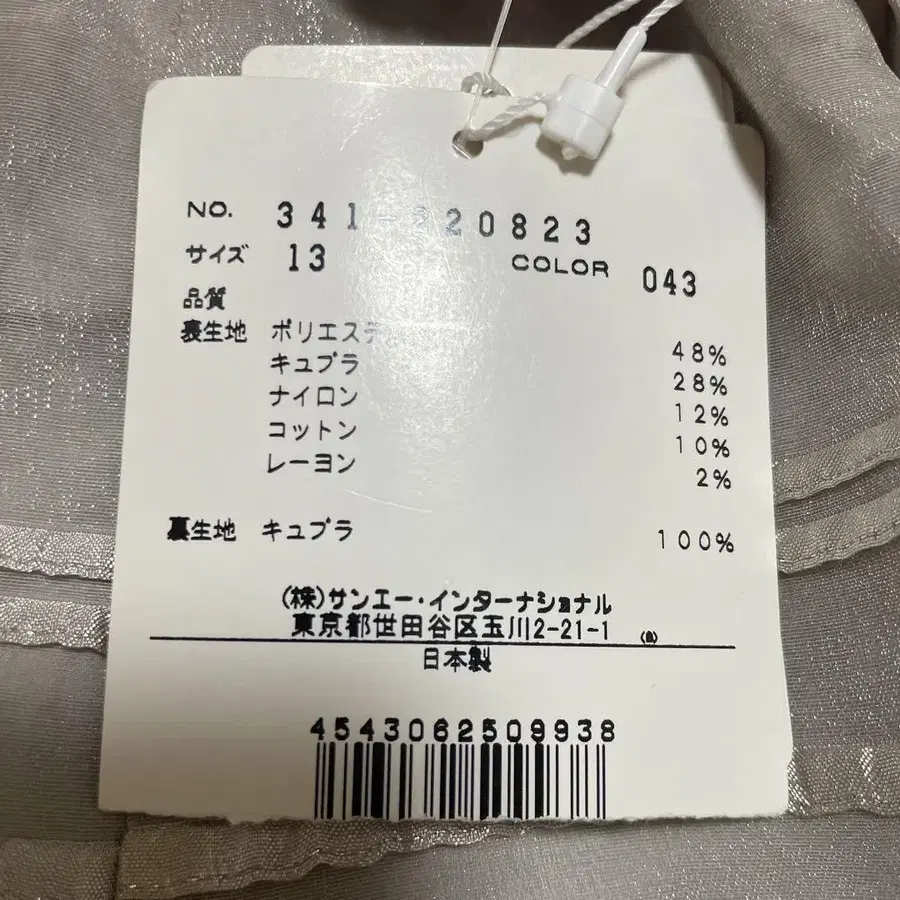 NO. 341-220823
サイズ 13 COLOR 043
品質
表生地 ポリエステ 48%
キュプラ 28%
ナイロン 12%
コットン 10%
レーヨン 2%
裏生地 キュプラ 100%
(株)サンエー・インターナショナル
東京都世田谷区玉川2-21-1
日本製
4543062509938